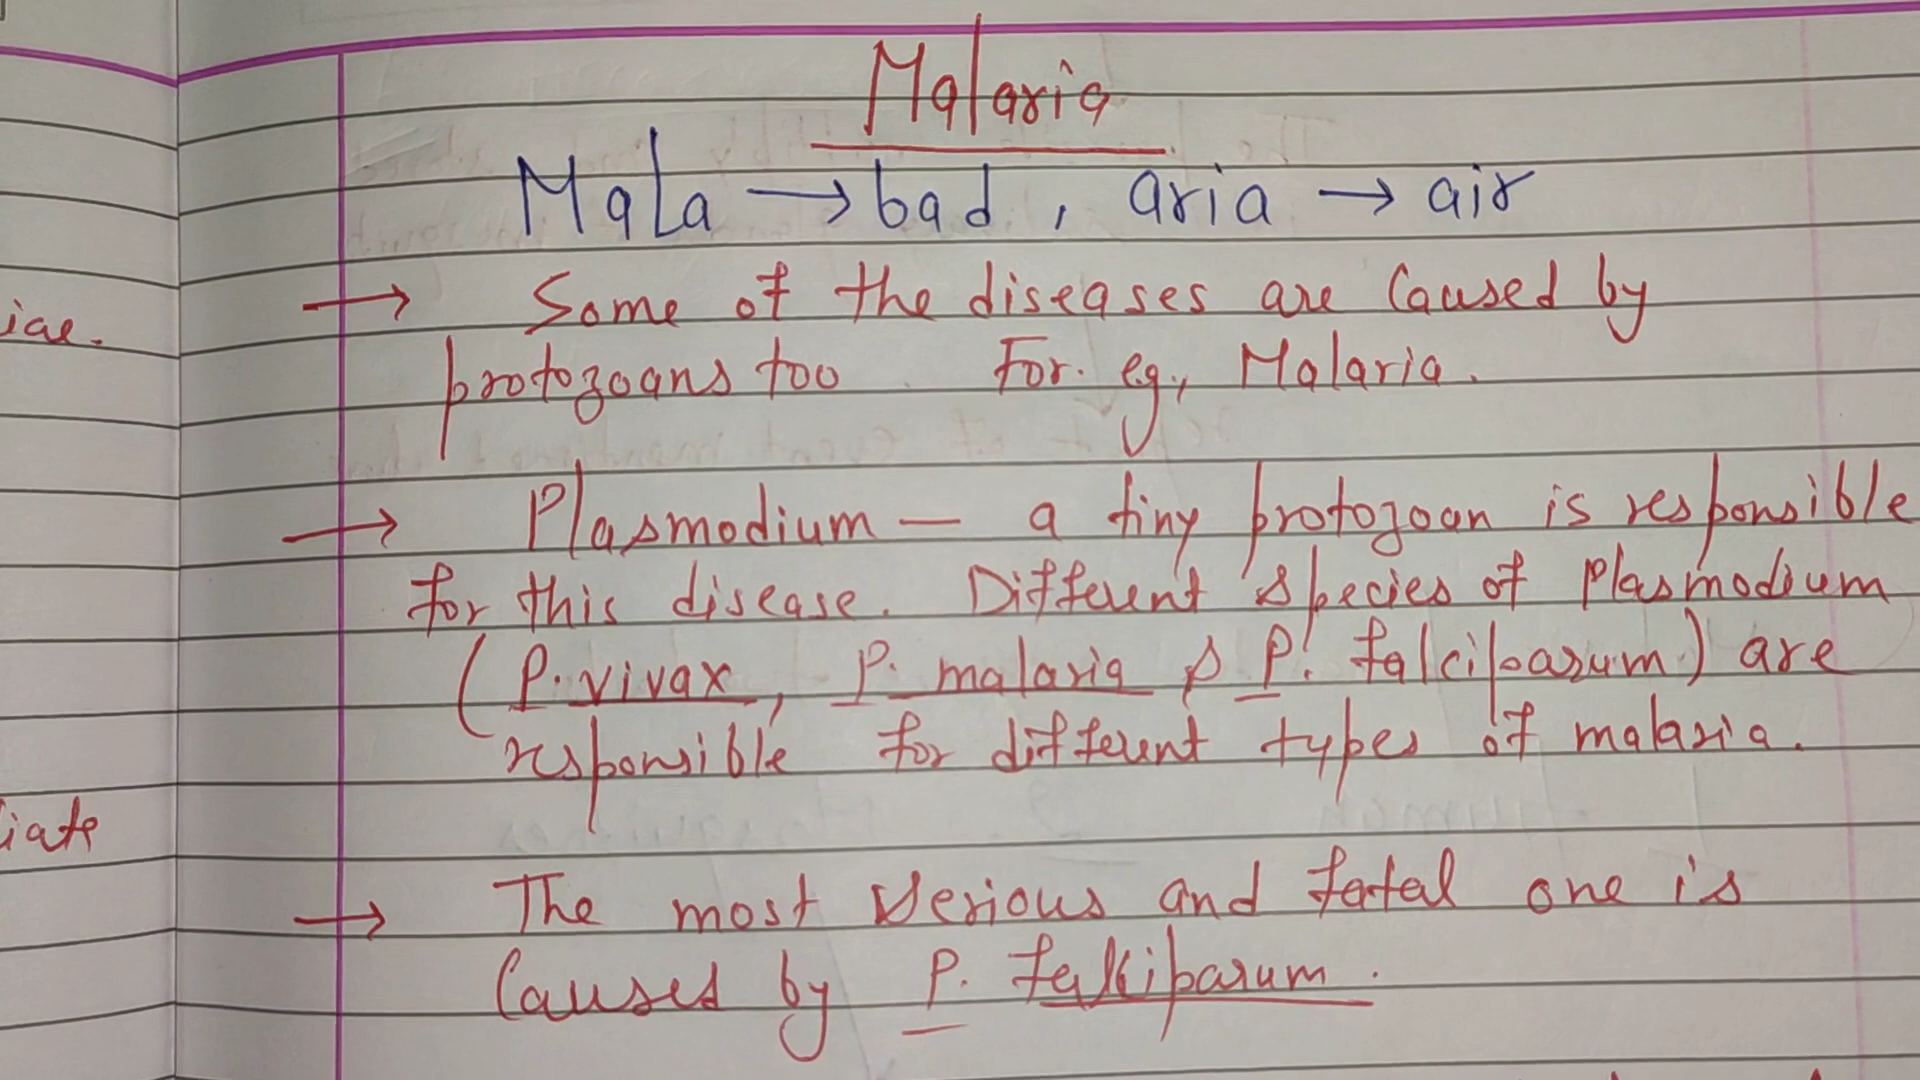 Malaria
Mala → bad, aria → air
→ Some of the diseases are caused by
protozoans too. For. eg., Malaria.
→ Plasmodium — a tiny protozoan is responsible
for this disease. Different species of Plasmodium
(P. vivax, P. malaria & P. falciparum) are
responsible for different types of malaria.
→ The most serious and fatal one is
caused by P. falciparum.